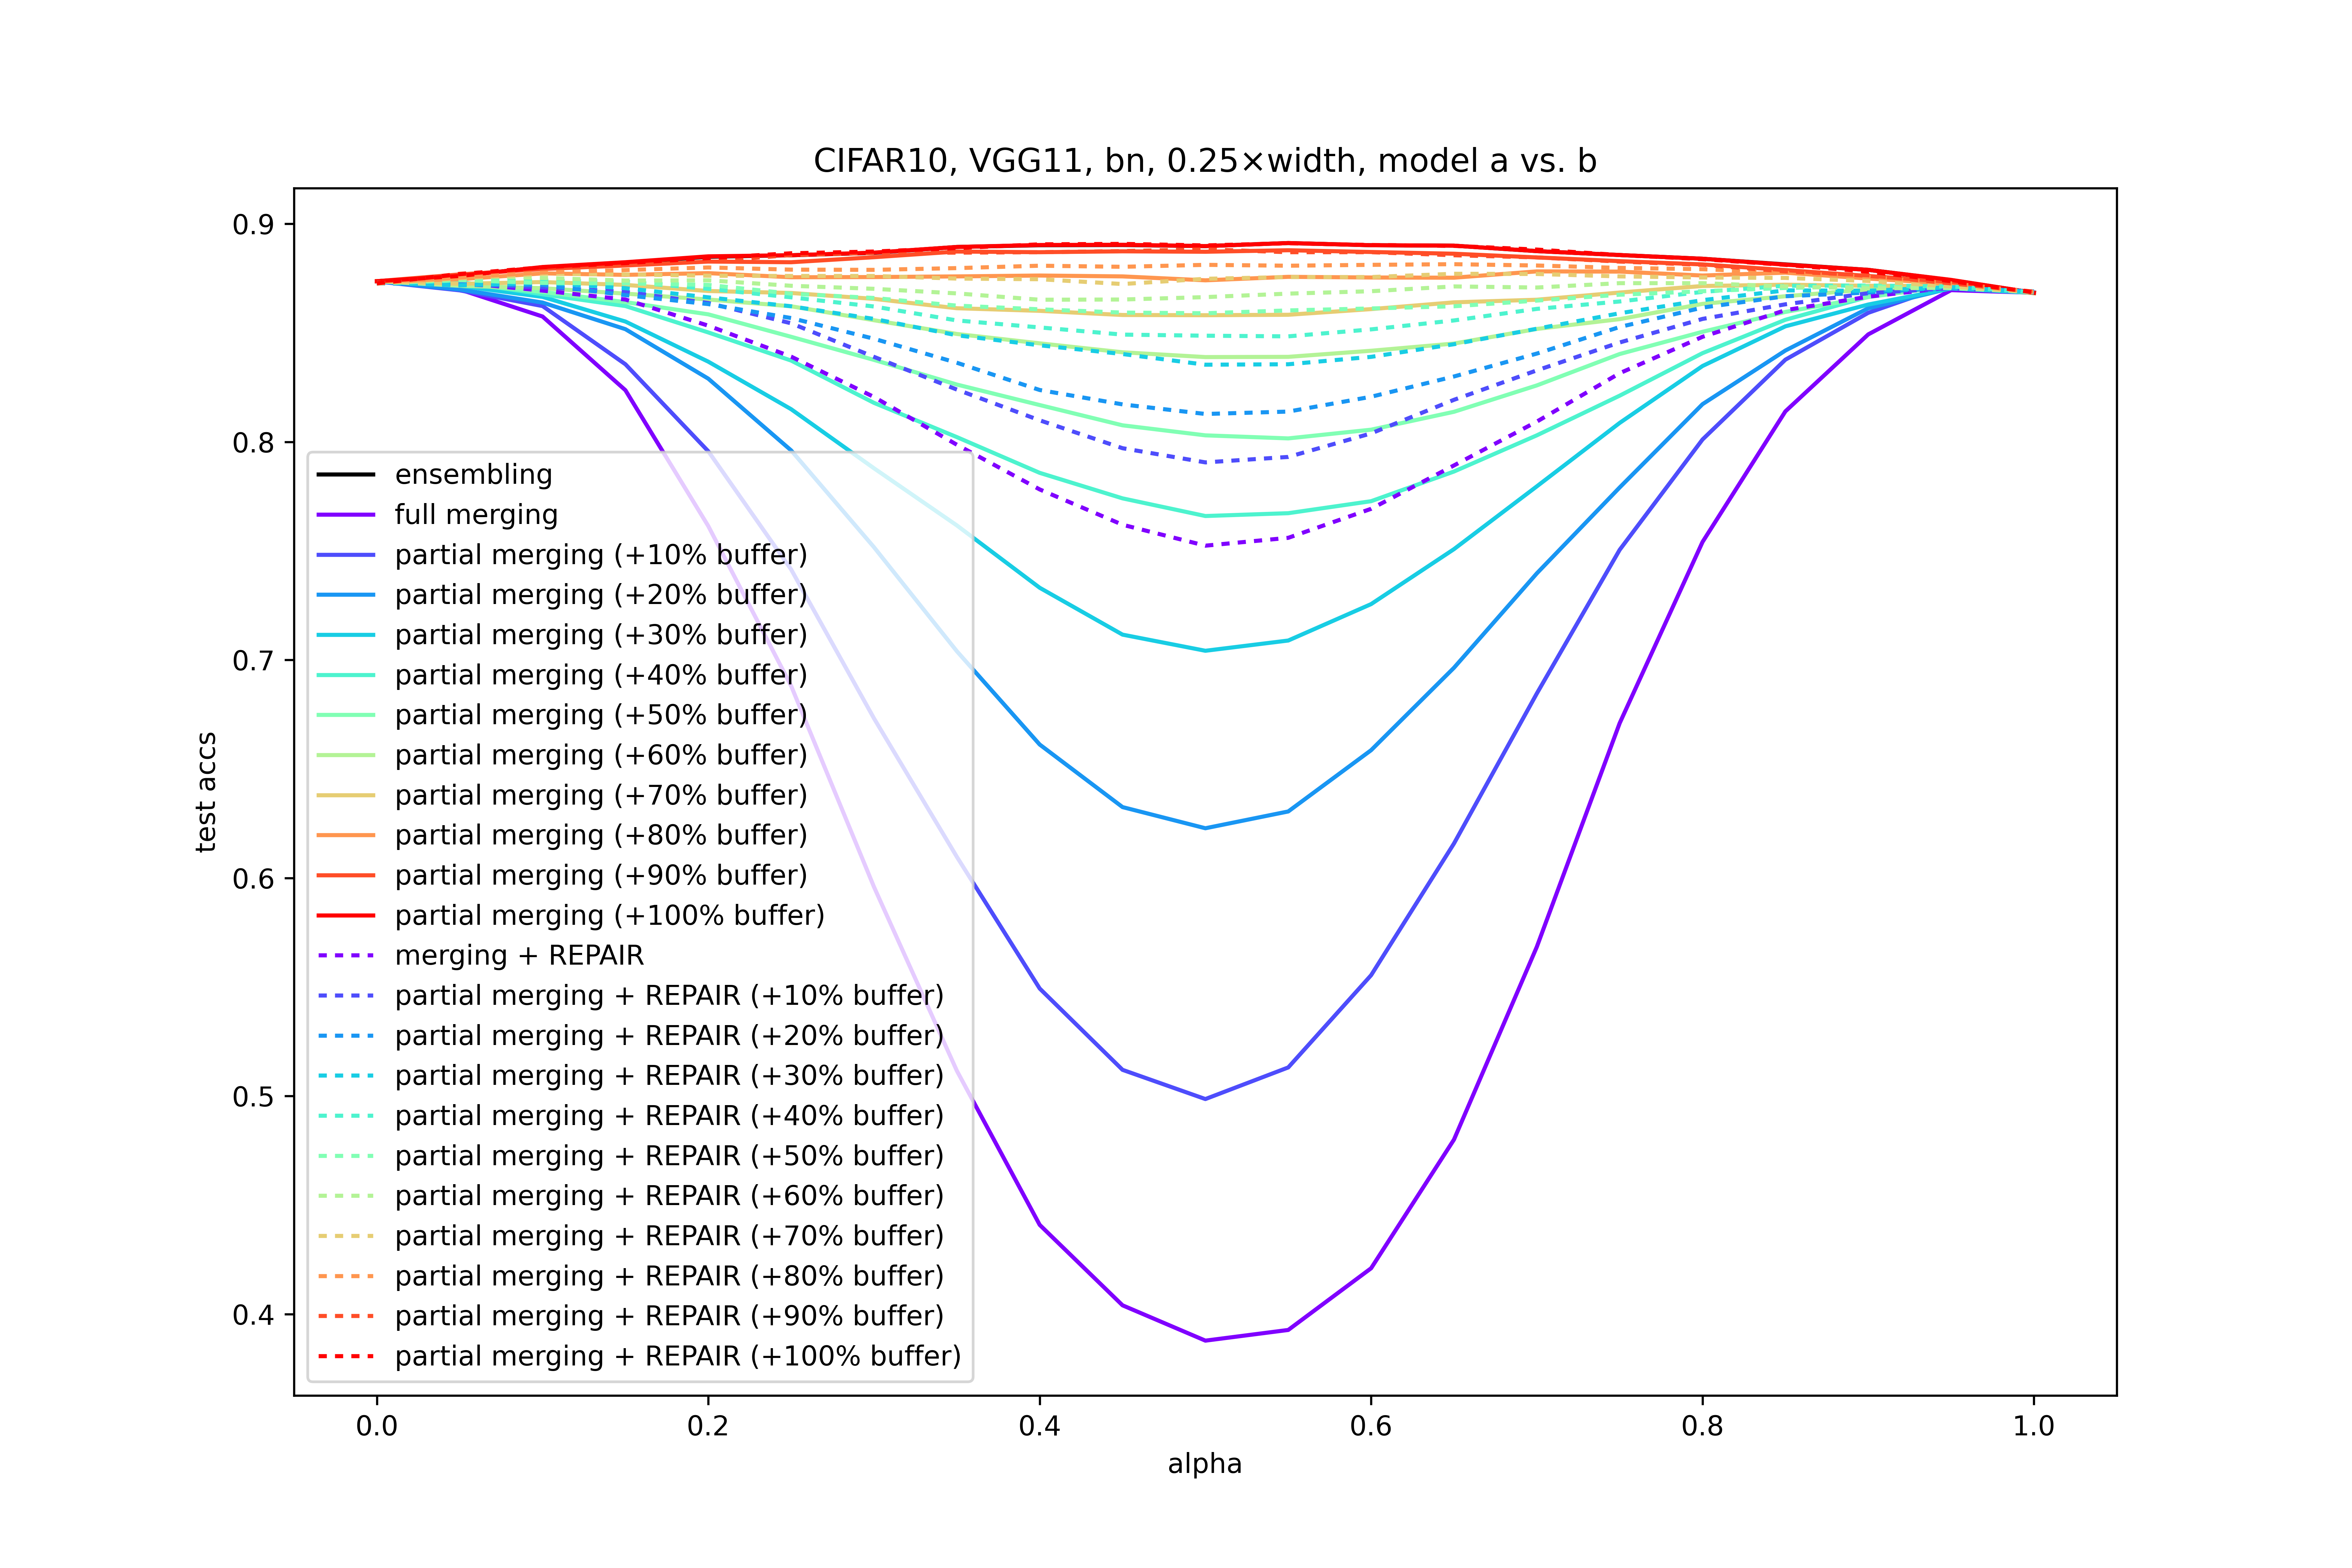 CIFAR10, VGG11, bn, 0.25×width, model a vs. b
test accs
0.9
0.8
0.7
0.6
0.5
0.4
ensembling
full merging
partial merging (+10% buffer)
partial merging (+20% buffer)
partial merging (+30% buffer)
partial merging (+40% buffer)
partial merging (+50% buffer)
partial merging (+60% buffer)
partial merging (+70% buffer)
partial merging (+80% buffer)
partial merging (+90% buffer)
partial merging (+100% buffer)
merging + REPAIR
partial merging + REPAIR (+10% buffer)
partial merging + REPAIR (+20% buffer)
partial merging + REPAIR (+30% buffer)
partial merging + REPAIR (+40% buffer)
partial merging + REPAIR (+50% buffer)
partial merging + REPAIR (+60% buffer)
partial merging + REPAIR (+70% buffer)
partial merging + REPAIR (+80% buffer)
partial merging + REPAIR (+90% buffer)
partial merging + REPAIR (+100% buffer)
0.0 0.2 0.4 0.6 0.8 1.0
alpha